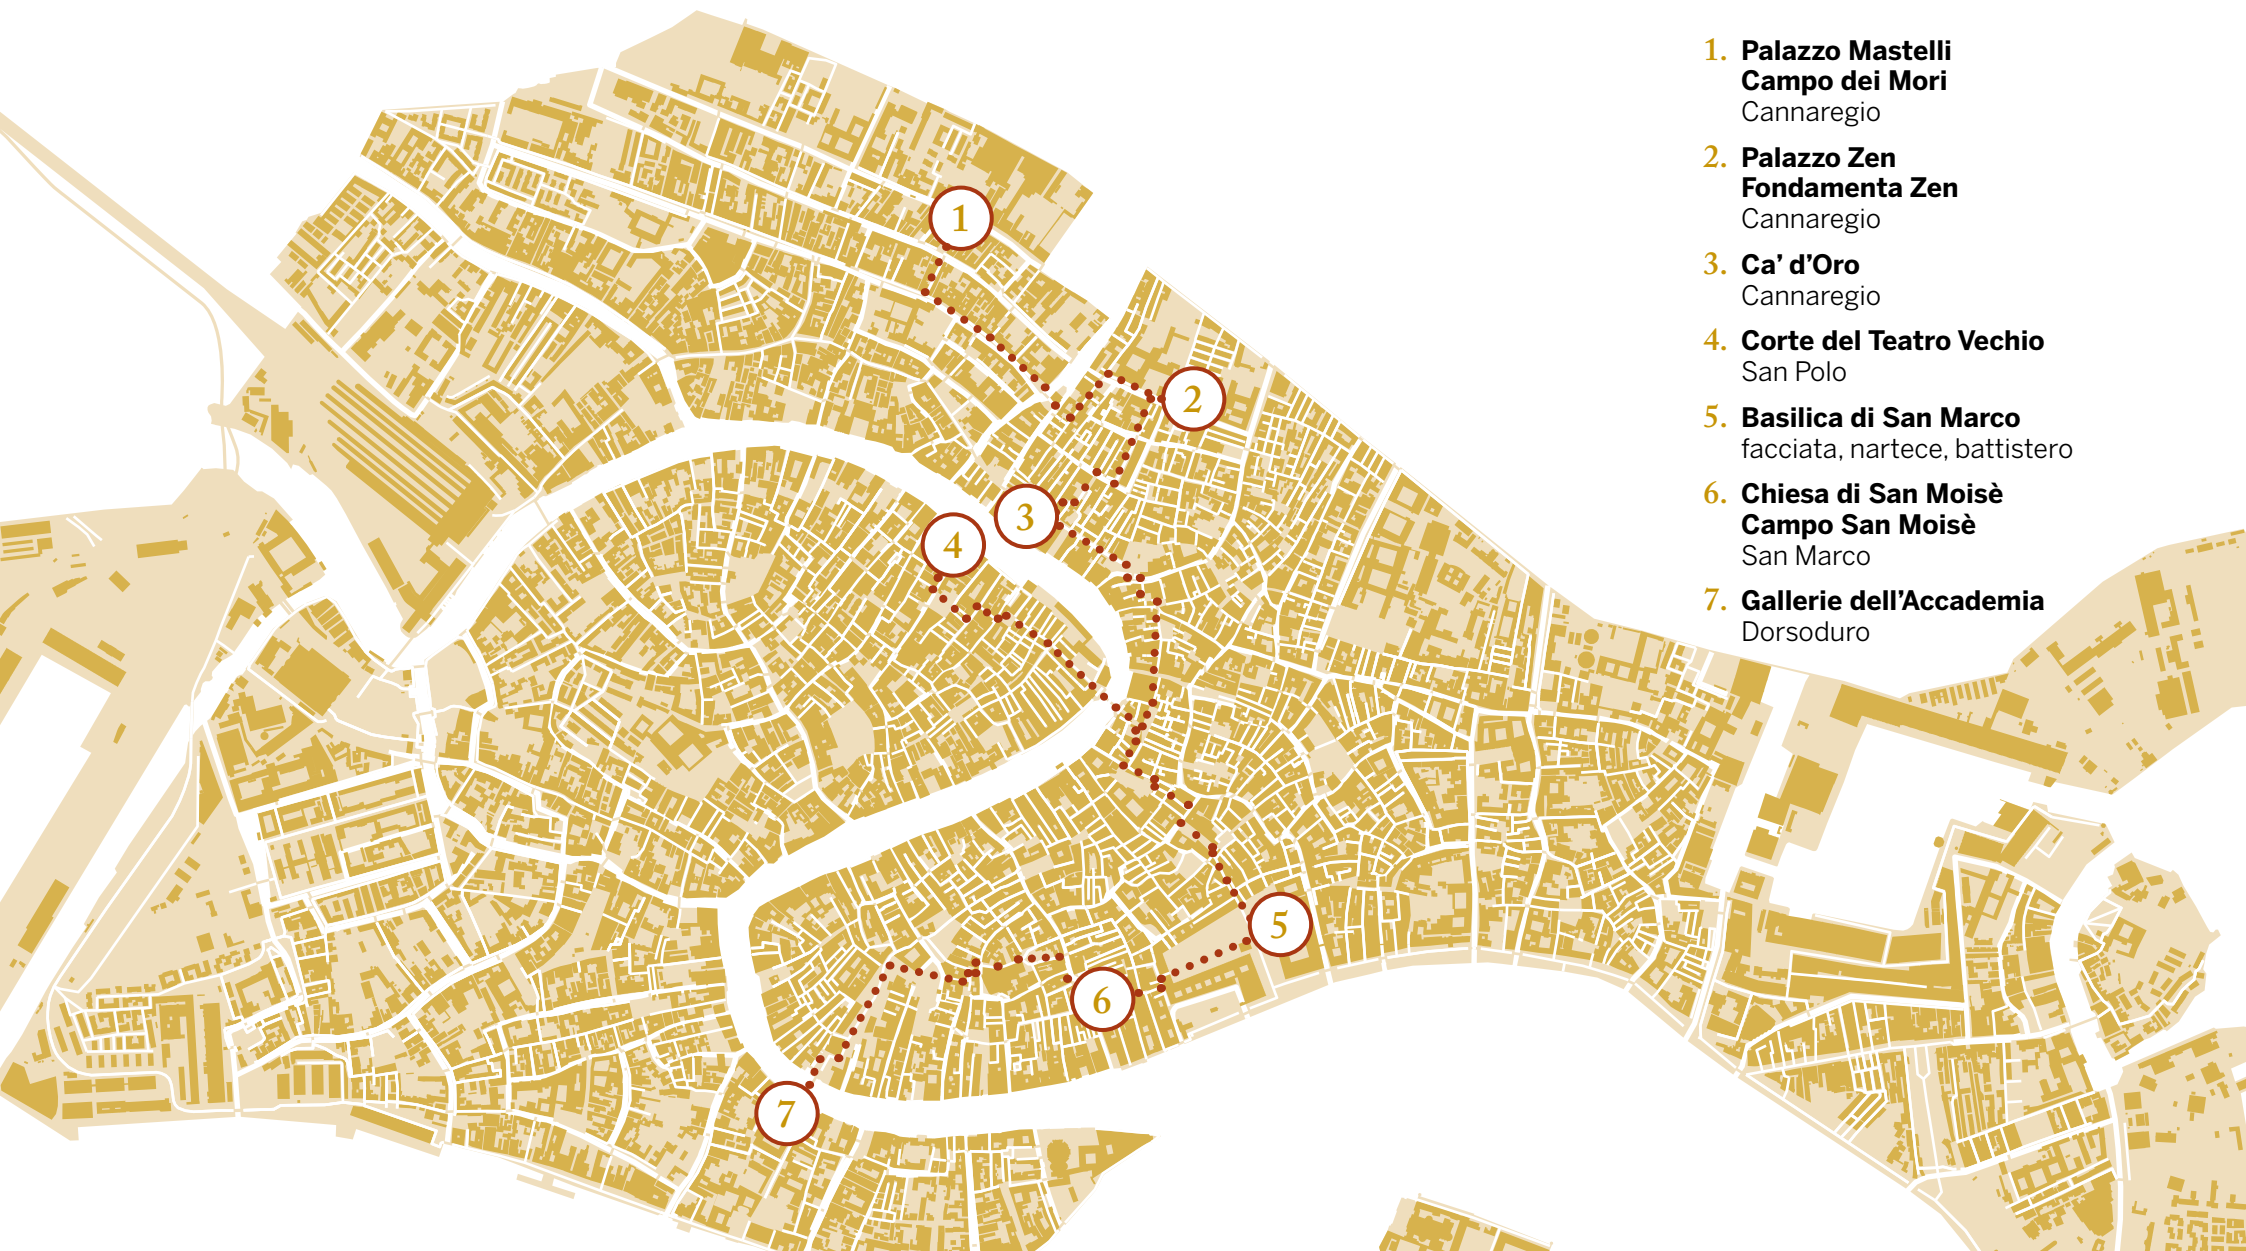 1. Palazzo Mastelli
Campo dei Mori
Cannaregio
2. Palazzo Zen
Fondamenta Zen
Cannaregio
3. Ca’ d’Oro
Cannaregio
4. Corte del Teatro Vechio
San Polo
5. Basilica di San Marco
facciata, nartece, battistero
6. Chiesa di San Moisè
Campo San Moisè
San Marco
7. Gallerie dell’Accademia
Dorsoduro
1
2
3
4
5
6
7